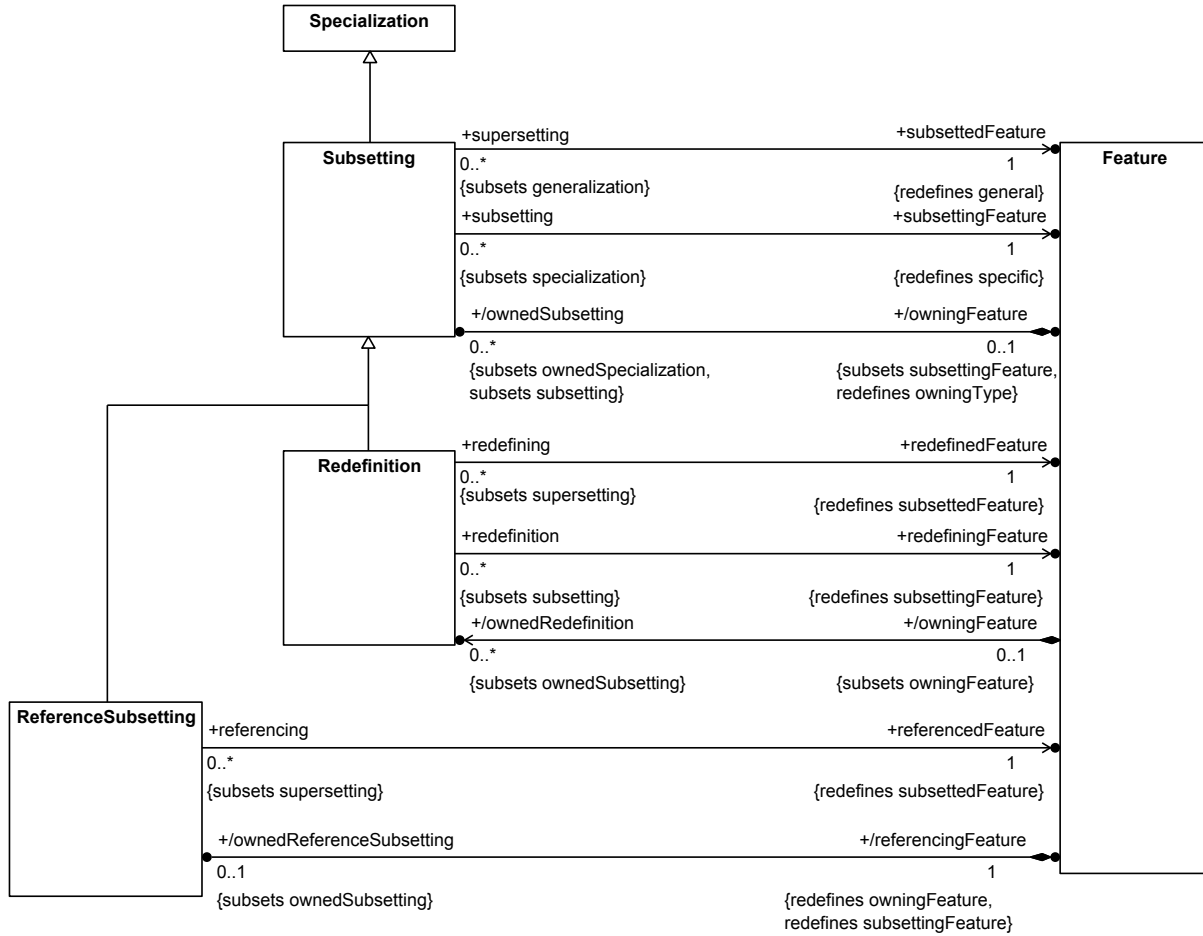 Specialization
Subsetting
Feature
+supersetting
+subsettedFeature
0..*
1
{subsets generalization}
{redefines general}
+subsetting
+subsettingFeature
0..*
1
{subsets specialization}
{redefines specific}
+/ownedSubsetting
+/owningFeature
0..*
0..1
{subsets ownedSpecialization,
subsets subsetting}
{subsets subsettingFeature,
redefines owningType}
Redefinition
+redefining
+redefinedFeature
0..*
1
{subsets supersetting}
{redefines subsettedFeature}
+redefinition
+redefiningFeature
0..*
1
{subsets subsetting}
{redefines subsettingFeature}
+/ownedRedefinition
+/owningFeature
0..*
0..1
{subsets ownedSubsetting}
{subsets owningFeature}
ReferenceSubsetting
+referencing
+referencedFeature
0..*
1
{subsets supersetting}
{redefines subsettedFeature}
+/ownedReferenceSubsetting
+/referencingFeature
0..1
1
{subsets ownedSubsetting}
{redefines owningFeature,
redefines subsettingFeature}